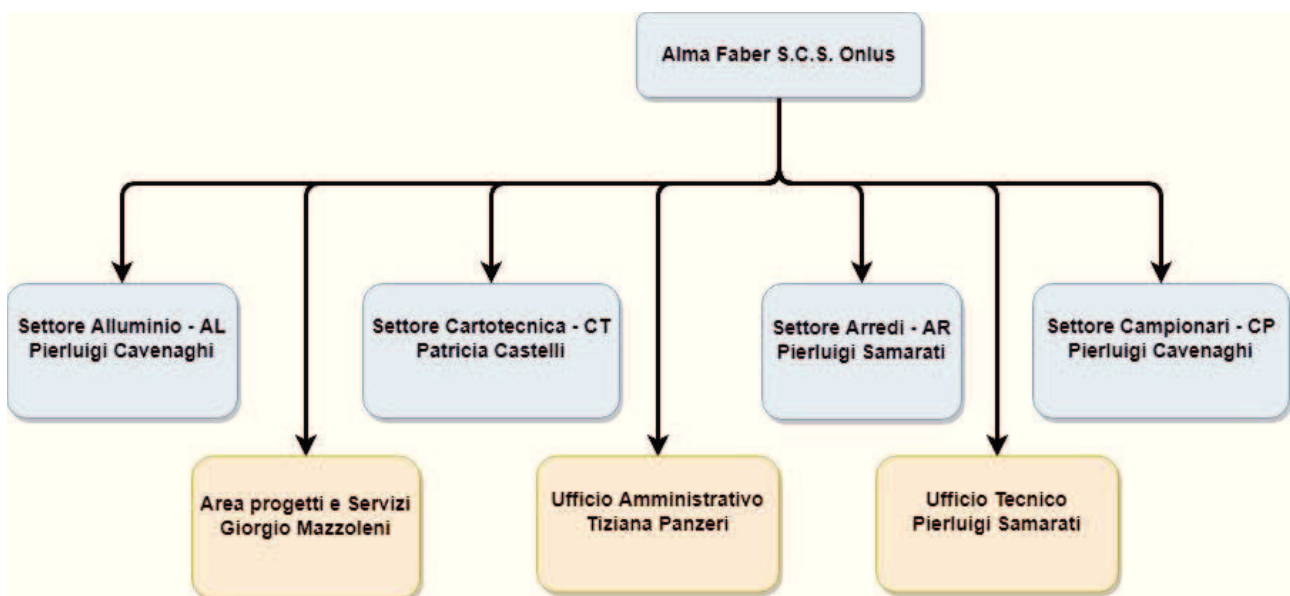 Alma Faber S.C.S. Onlus
Settore Alluminio - AL
Pierluigi Cavenaghi
Settore Cartotecnica - CT
Patricia Castelli
Settore Arredi - AR
Pierluigi Samarati
Settore Campionari - CP
Pierluigi Cavenaghi
Area progetti e Servizi
Giorgio Mazzoleni
Ufficio Amministrativo
Tiziana Panzeri
Ufficio Tecnico
Pierluigi Samarati